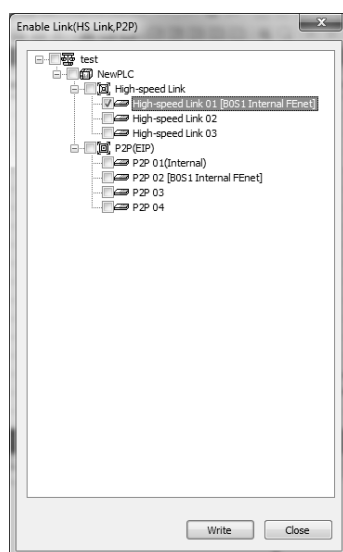 Enable Link(HS Link,P2P)
test
NewPLC
High-speed Link
High-speed Link 01 [B0S1 Internal FEnet]
High-speed Link 02
High-speed Link 03
P2P(EIP)
P2P 01(Internal)
P2P 02 [B0S1 Internal FEnet]
P2P 03
P2P 04
Write Close